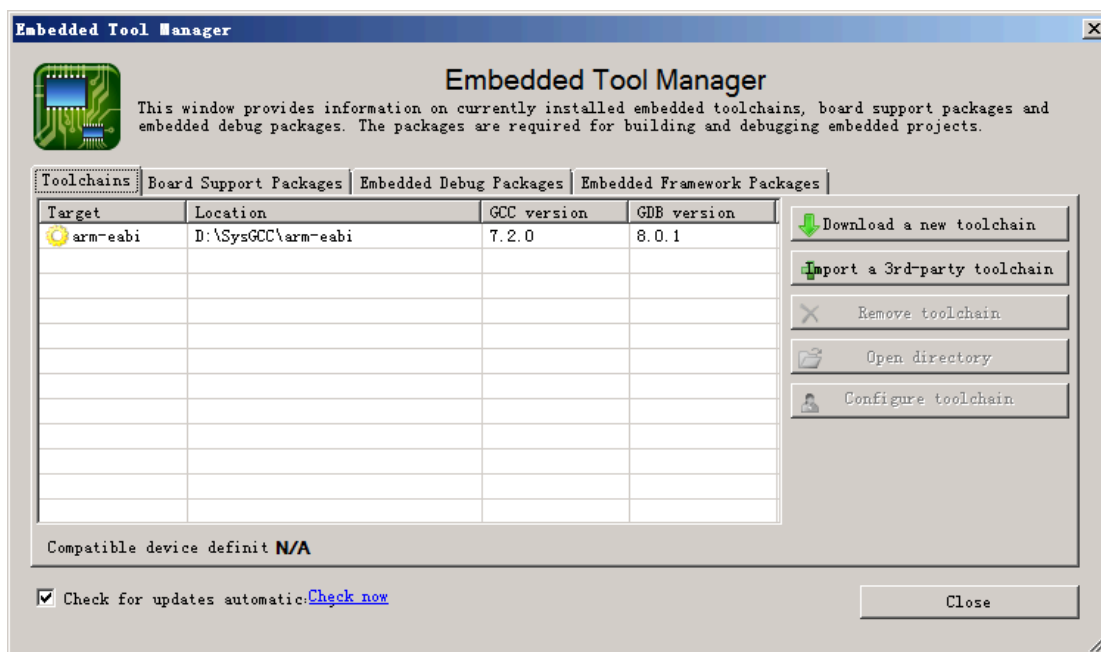 Embedded Tool Manager
Embedded Tool Manager
This window provides information on currently installed embedded toolchains, board support packages and
embedded debug packages. The packages are required for building and debugging embedded projects.
Toolchains Board Support Packages Embedded Debug Packages Embedded Framework Packages
Target Location GCC version GDB version
arm-eabi D:\SysGCC\arm-eabi 7.2.0 8.0.1
Download a new toolchain
Import a 3rd-party toolchain
Remove toolchain
Open directory
Configure toolchain
Compatible device definit N/A
Check for updates automatic: Check now
Close